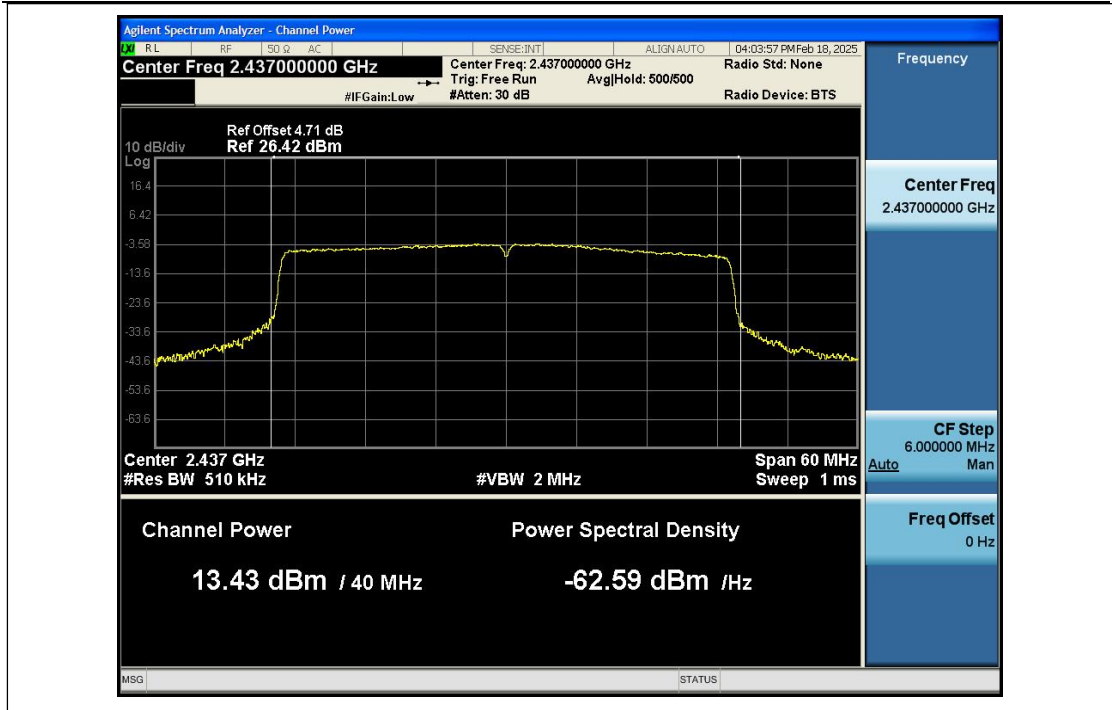 Agilent Spectrum Analyzer - Channel Power
LXI RL RF 50 Ω AC SENSE:INT ALIGN AUTO 04:03:57 PM Feb 18, 2025
Center Freq 2.437000000 GHz
Center Freq: 2.437000000 GHz
Radio Std: None
Trig: Free Run Avg|Hold: 500/500
#IFGain:Low
#Atten: 30 dB
Radio Device: BTS
Frequency
Ref Offset 4.71 dB
10 dB/div Ref 26.42 dBm
Log
16.4
6.42
-3.58
-13.6
-23.6
-33.6
-43.6
-53.6
-63.6
Center 2.437 GHz Span 60 MHz
#Res BW 510 kHz #VBW 2 MHz Sweep 1 ms
Channel Power Power Spectral Density
13.43 dBm / 40 MHz -62.59 dBm /Hz
Center Freq
2.437000000 GHz
CF Step
6.000000 MHz
Auto Man
Freq Offset
0 Hz
MSG STATUS